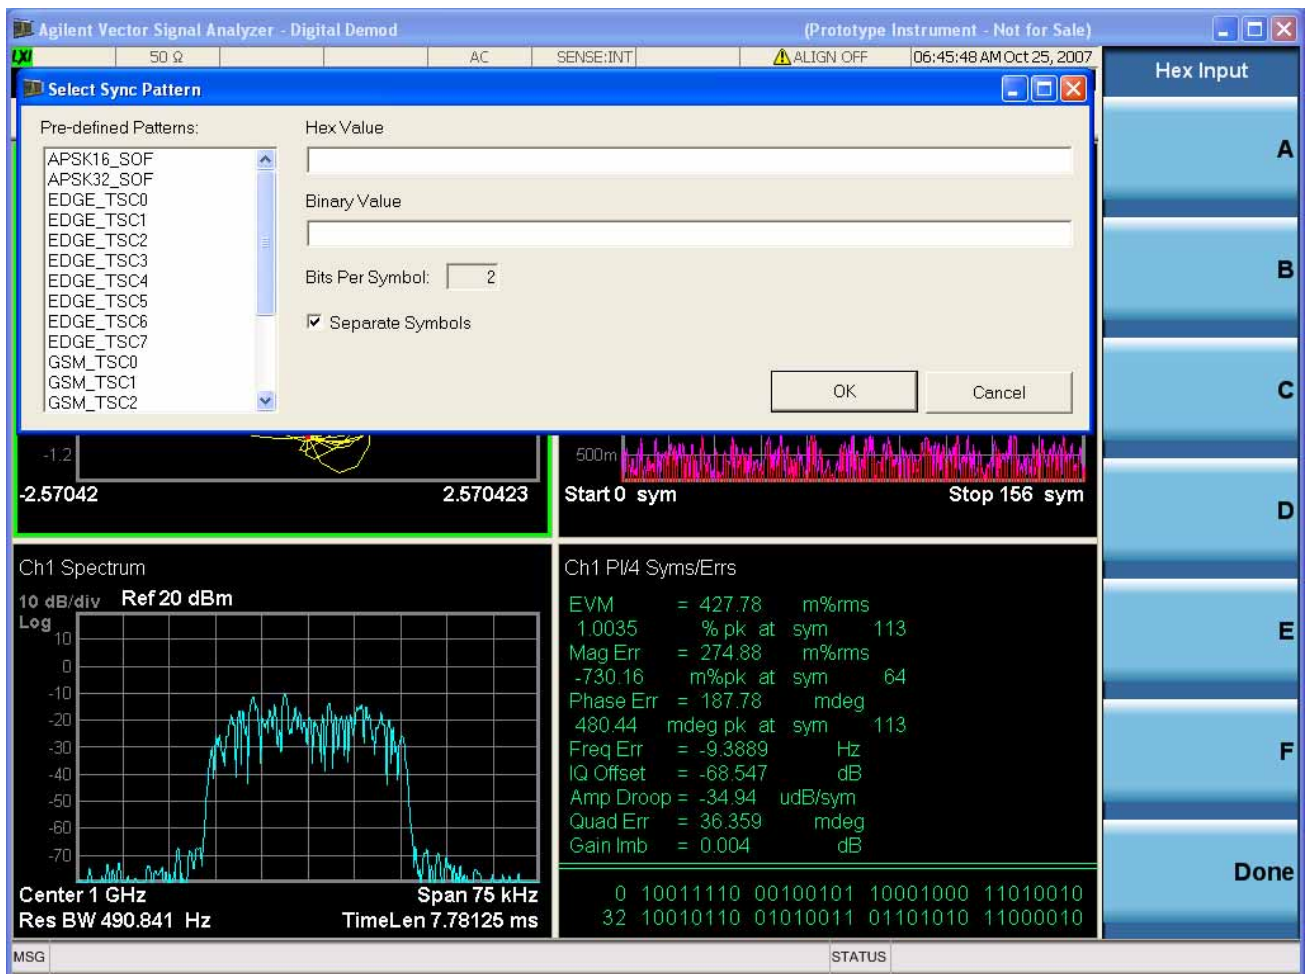 Agilent Vector Signal Analyzer - Digital Demod (Prototype Instrument - Not for Sale)
LXI 50 Ω AC SENSE:INT ALIGN OFF 06:45:48 AM Oct 25, 2007
Hex Input
Select Sync Pattern
Pre-defined Patterns:
APSK16_SOF
APSK32_SOF
EDGE_TSC0
EDGE_TSC1
EDGE_TSC2
EDGE_TSC3
EDGE_TSC4
EDGE_TSC5
EDGE_TSC6
EDGE_TSC7
GSM_TSC0
GSM_TSC1
GSM_TSC2
Hex Value
Binary Value
Bits Per Symbol: 2
Separate Symbols
OK Cancel
A
B
C
D
E
F
Done
-1.2
-2.57042 2.570423
500m
Start 0 sym Stop 156 sym
Ch1 Spectrum
10 dB/div Ref 20 dBm
Log
10
0
-10
-20
-30
-40
-50
-60
-70
Center 1 GHz Span 75 kHz
Res BW 490.841 Hz TimeLen 7.78125 ms
Ch1 PI/4 Syms/Errs
EVM = 427.78 m%rms
1.0035 % pk at sym 113
Mag Err = 274.88 m%rms
-730.16 m%pk at sym 64
Phase Err = 187.78 mdeg
480.44 mdeg pk at sym 113
Freq Err = -9.3889 Hz
IQ Offset = -68.547 dB
Amp Droop = -34.94 udB/sym
Quad Err = 36.359 mdeg
Gain Imb = 0.004 dB
0 10011110 00100101 10001000 11010010
32 10010110 01010011 01101010 11000010
MSG STATUS